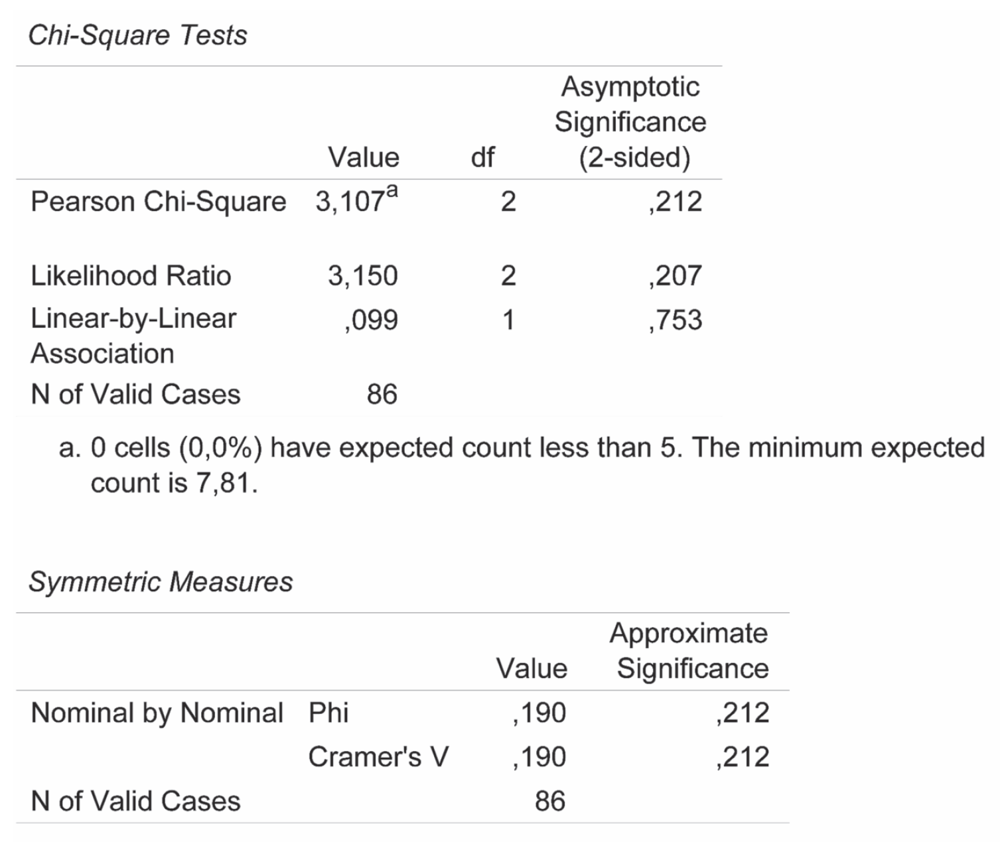 Chi-Square Tests
Asymptotic
Significance
Value df (2-sided)
Pearson Chi-Square 3,107a 2 ,212
Likelihood Ratio 3,150 2 ,207
Linear-by-Linear ,099 1 ,753
Association
N of Valid Cases 86
a. 0 cells (0,0%) have expected count less than 5. The minimum expected
count is 7,81.
Symmetric Measures
Approximate
Value Significance
Nominal by Nominal Phi ,190 ,212
Cramer's V ,190 ,212
N of Valid Cases 86